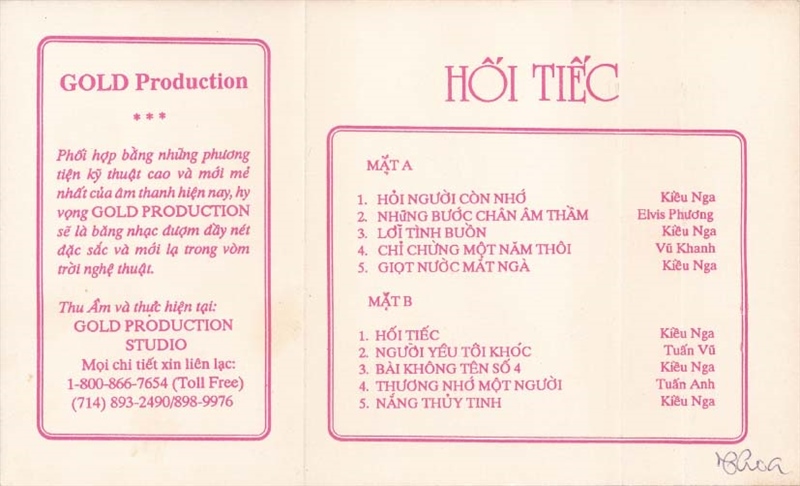 GOLD Production
***
Phối hợp bằng những phương
tiện kỹ thuật cao và mới mẻ
nhất của âm thanh hiện nay, hy
vọng GOLD PRODUCTION
sẽ là băng nhạc đượm đầy nét
đặc sắc và mới lạ trong vòm
trời nghệ thuật.
Thu Âm và thực hiện tại:
GOLD PRODUCTION
STUDIO
Mọi chi tiết xin liên lạc:
1-800-866-7654 (Toll Free)
(714) 893-2490/898-9976
HỐI TIẾC
MẶT A
1. HỎI NGƯỜI CÒN NHỚ Kiều Nga
2. NHỮNG BƯỚC CHÂN ÂM THẦM Elvis Phương
3. LỠI TÌNH BUỒN Kiều Nga
4. CHỈ CHỪNG MỘT NĂM THÔI Vũ Khanh
5. GIỌT NƯỚC MẮT NGÀ Kiều Nga
MẶT B
1. HỐI TIẾC Kiều Nga
2. NGƯỜI YÊU TÔI KHÓC Tuấn Vũ
3. BÀI KHÔNG TÊN SỐ 4 Kiều Nga
4. THƯƠNG NHỚ MỘT NGƯỜI Tuấn Anh
5. NẮNG THỦY TINH Kiều Nga